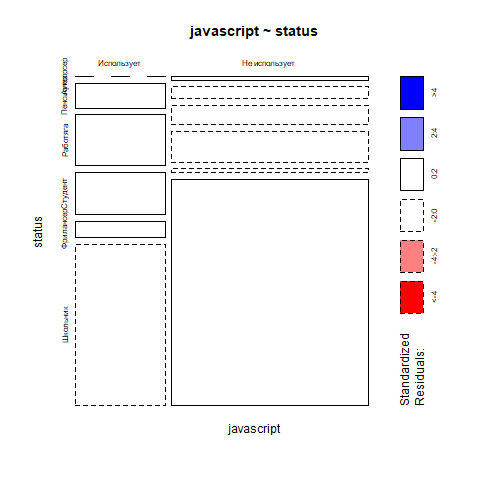 javascript ~ status
Использует
Не использует
Пенсионер
Работяга
Студент
Фрилансер
Школьник
status
javascript
>4
2:4
0:2
-2:0
-4:-2
<-4
Standardized
Residuals: